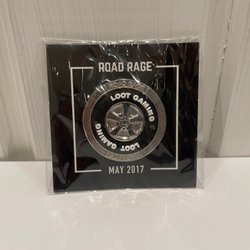 ROAD RAGE
LOOT GAMING
LOOT GAMING
MAY 2017